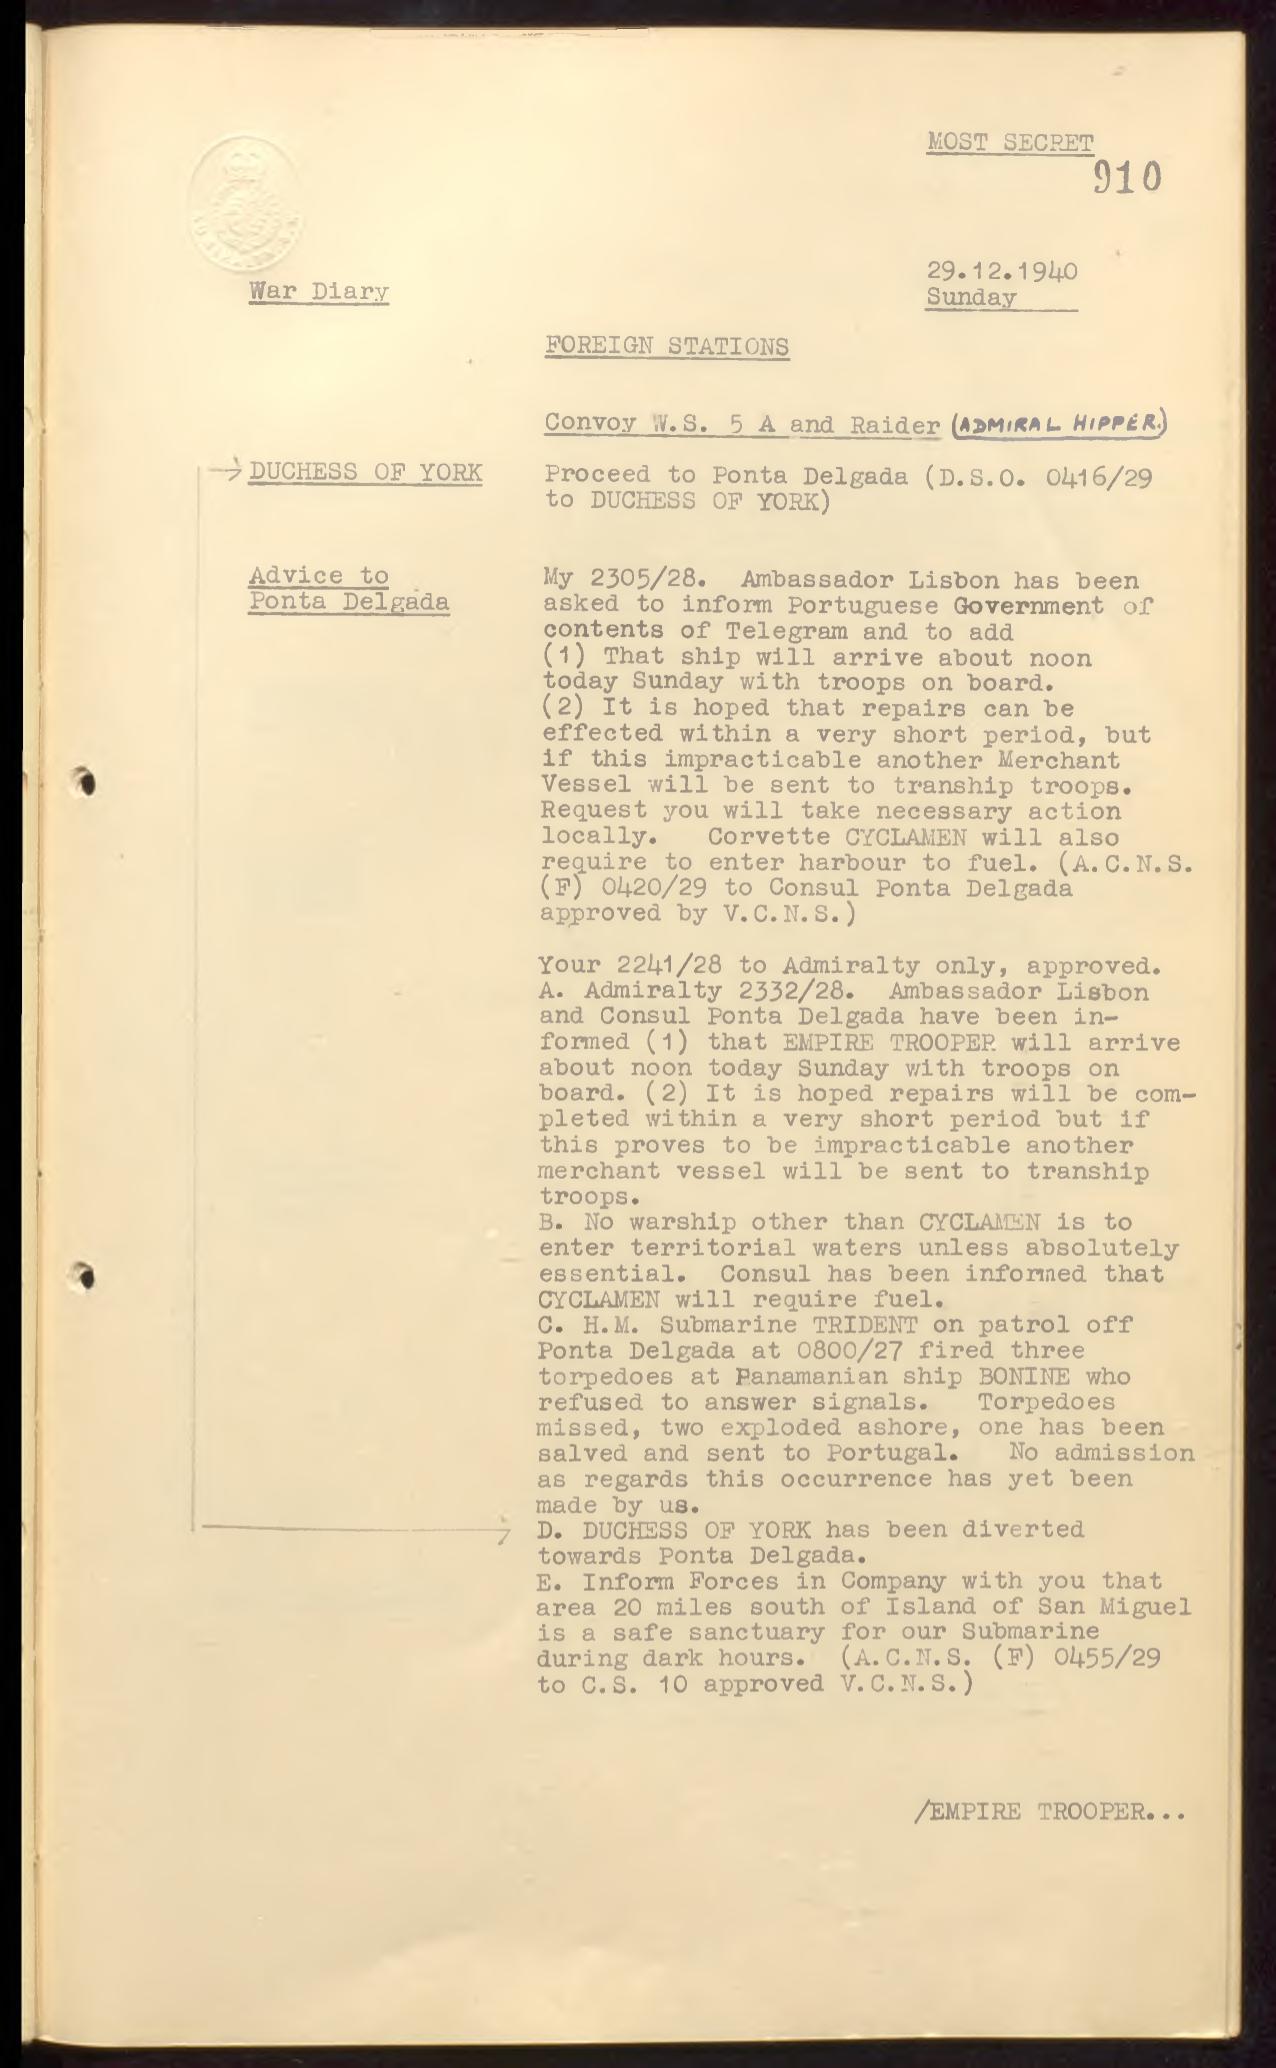 MOST SECRET
910
29.12.1940
Sunday
War Diary
FOREIGN STATIONS
Convoy W.S. 5 A and Raider (ADMIRAL HIPPER.)
DUCHESS OF YORK
Proceed to Ponta Delgada (D.S.O. 0416/29
to DUCHESS OF YORK)
Advice to
Ponta Delgada
My 2305/28. Ambassador Lisbon has been
asked to inform Portuguese Government of
contents of Telegram and to add
(1) That ship will arrive about noon
today Sunday with troops on board.
(2) It is hoped that repairs can be
effected within a very short period, but
if this impracticable another Merchant
Vessel will be sent to tranship troops.
Request you will take necessary action
locally. Corvette CYCLAMEN will also
require to enter harbour to fuel. (A.C.N.S.
(F) 0420/29 to Consul Ponta Delgada
approved by V.C.N.S.)
Your 2241/28 to Admiralty only, approved.
A. Admiralty 2332/28. Ambassador Lisbon
and Consul Ponta Delgada have been in-
formed (1) that EMPIRE TROOPER will arrive
about noon today Sunday with troops on
board. (2) It is hoped repairs will be com-
pleted within a very short period but if
this proves to be impracticable another
merchant vessel will be sent to tranship
troops.
B. No warship other than CYCLAMEN is to
enter territorial waters unless absolutely
essential. Consul has been informed that
CYCLAMEN will require fuel.
C. H.M. Submarine TRIDENT on patrol off
Ponta Delgada at 0800/27 fired three
torpedoes at Panamanian ship BONINE who
refused to answer signals. Torpedoes
missed, two exploded ashore, one has been
salved and sent to Portugal. No admission
as regards this occurrence has yet been
made by us.
D. DUCHESS OF YORK has been diverted
towards Ponta Delgada.
E. Inform Forces in Company with you that
area 20 miles south of Island of San Miguel
is a safe sanctuary for our Submarine
during dark hours. (A.C.N.S. (F) 0455/29
to C.S. 10 approved V.C.N.S.)
/EMPIRE TROOPER...